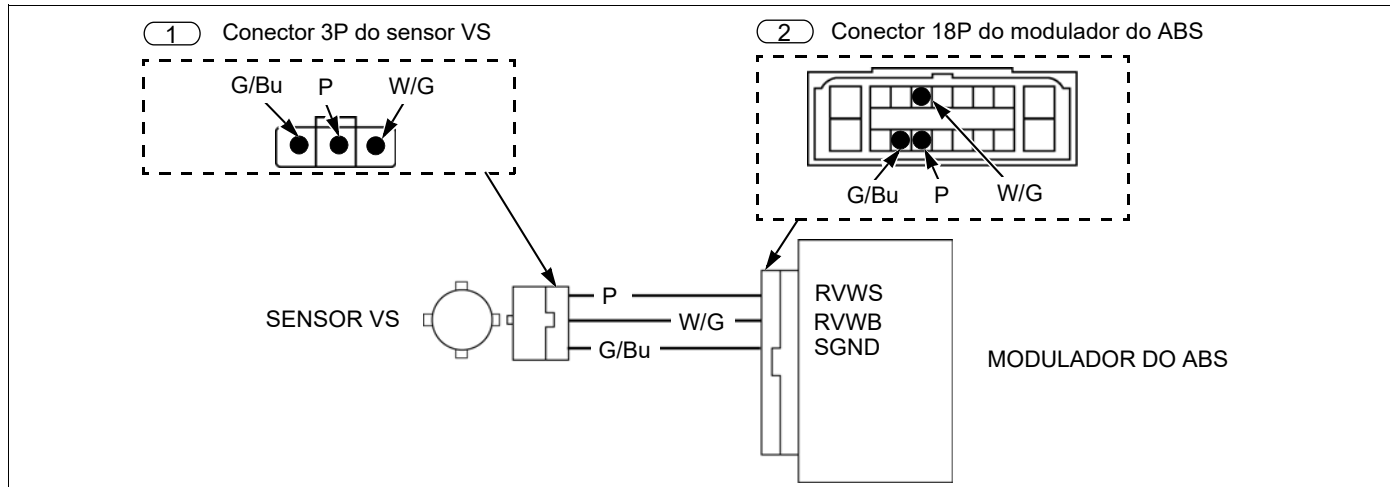 1 Conector 3P do sensor VS
2 Conector 18P do modulador do ABS
G/Bu P W/G
G/Bu P W/G
P RVWS
SENSOR VS W/G RVWB
G/Bu SGND
MODULADOR DO ABS